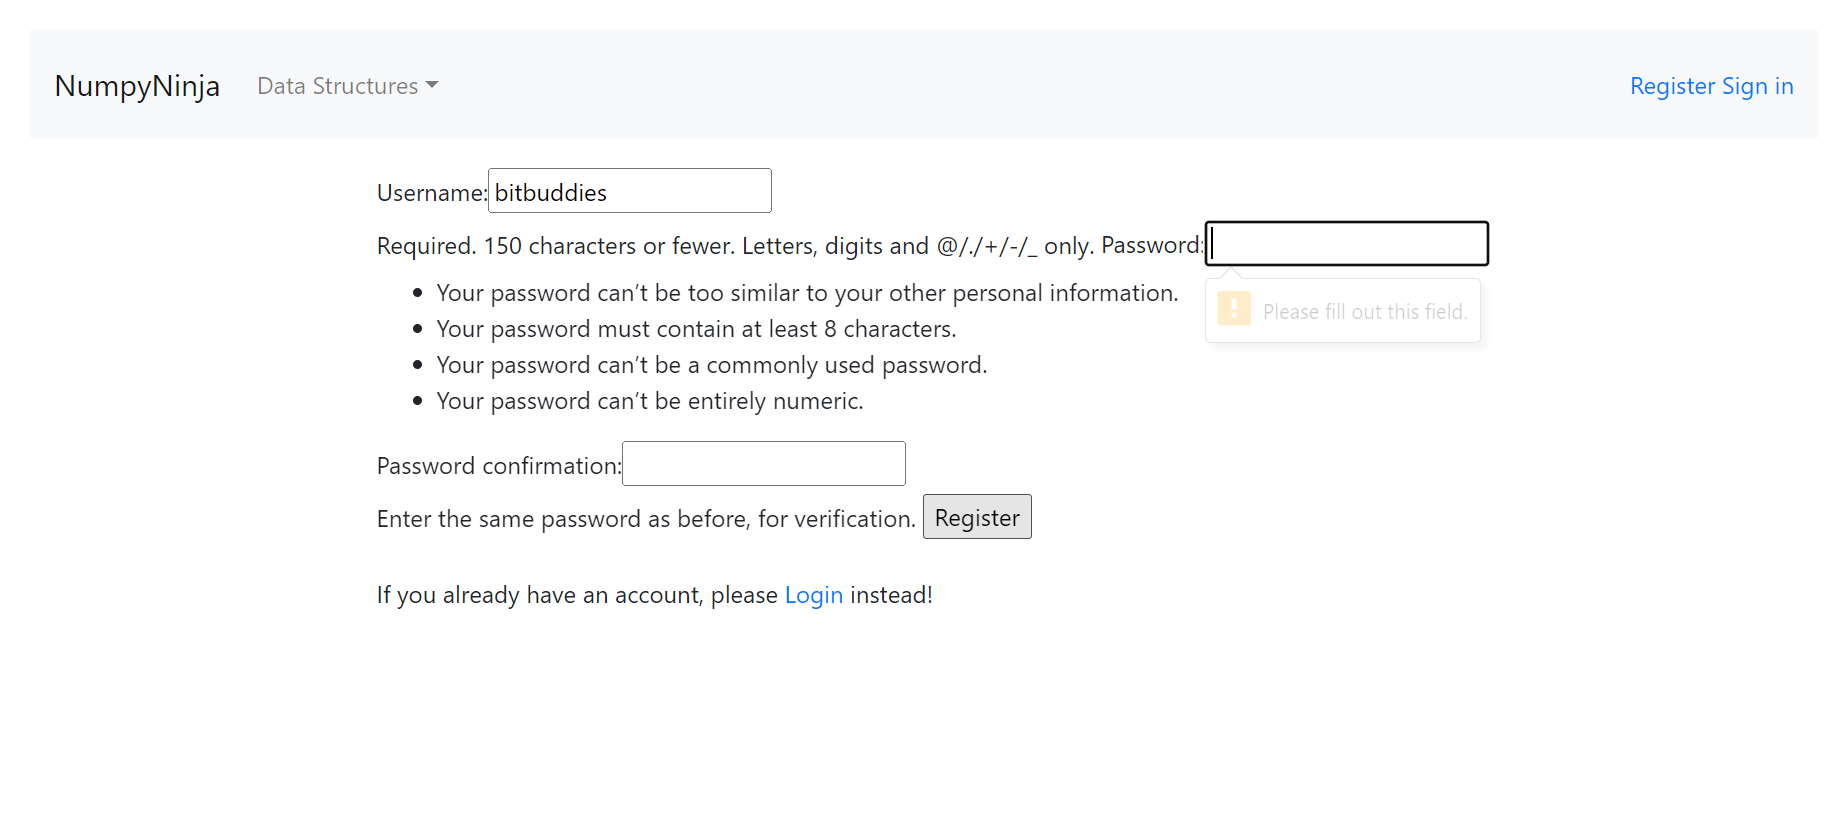 NumpyNinja Data Structures Register Sign in
Username: bitbuddies
Required. 150 characters or fewer. Letters, digits and @/./+/-/_ only. Password:
Please fill out this field.
Your password can’t be too similar to your other personal information.
Your password must contain at least 8 characters.
Your password can’t be a commonly used password.
Your password can’t be entirely numeric.
Password confirmation:
Enter the same password as before, for verification. Register
If you already have an account, please Login instead!